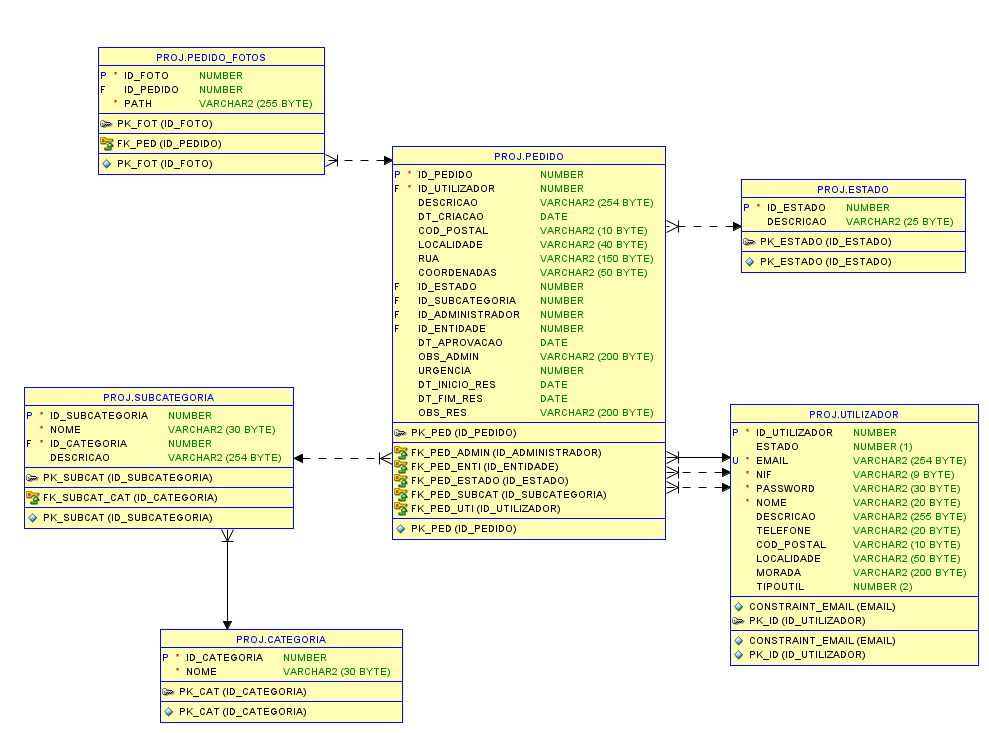 PROJ.PEDIDO_FOTOS
P * ID_FOTO NUMBER
F ID_PEDIDO NUMBER
* PATH VARCHAR2 (255 BYTE)
PK_FOT (ID_FOTO)
FK_PED (ID_PEDIDO)
PK_FOT (ID_FOTO)
PROJ.PEDIDO
P * ID_PEDIDO NUMBER
F * ID_UTILIZADOR NUMBER
DESCRICAO VARCHAR2 (254 BYTE)
DT_CRIACAO DATE
COD_POSTAL VARCHAR2 (10 BYTE)
LOCALIDADE VARCHAR2 (40 BYTE)
RUA VARCHAR2 (150 BYTE)
COORDENADAS VARCHAR2 (50 BYTE)
F ID_ESTADO NUMBER
F ID_SUBCATEGORIA NUMBER
F ID_ADMINISTRADOR NUMBER
F ID_ENTIDADE NUMBER
DT_APROVACAO DATE
OBS_ADMIN VARCHAR2 (200 BYTE)
URGENCIA NUMBER
DT_INICIO_RES DATE
DT_FIM_RES DATE
OBS_RES VARCHAR2 (200 BYTE)
PK_PED (ID_PEDIDO)
FK_PED_ADMIN (ID_ADMINISTRADOR)
FK_PED_ENTI (ID_ENTIDADE)
FK_PED_ESTADO (ID_ESTADO)
FK_PED_SUBCAT (ID_SUBCATEGORIA)
FK_PED_UTI (ID_UTILIZADOR)
PK_PED (ID_PEDIDO)
PROJ.ESTADO
P * ID_ESTADO NUMBER
DESCRICAO VARCHAR2 (25 BYTE)
PK_ESTADO (ID_ESTADO)
PK_ESTADO (ID_ESTADO)
PROJ.SUBCATEGORIA
P * ID_SUBCATEGORIA NUMBER
* NOME VARCHAR2 (30 BYTE)
F * ID_CATEGORIA NUMBER
DESCRICAO VARCHAR2 (254 BYTE)
PK_SUBCAT (ID_SUBCATEGORIA)
FK_SUBCAT_CAT (ID_CATEGORIA)
PK_SUBCAT (ID_SUBCATEGORIA)
PROJ.UTILIZADOR
P * ID_UTILIZADOR NUMBER
ESTADO NUMBER (1)
U * EMAIL VARCHAR2 (254 BYTE)
* NIF VARCHAR2 (9 BYTE)
* PASSWORD VARCHAR2 (30 BYTE)
* NOME VARCHAR2 (20 BYTE)
DESCRICAO VARCHAR2 (255 BYTE)
TELEFONE VARCHAR2 (20 BYTE)
COD_POSTAL VARCHAR2 (10 BYTE)
LOCALIDADE VARCHAR2 (50 BYTE)
MORADA VARCHAR2 (200 BYTE)
TIPOUTIL NUMBER (2)
CONSTRAINT_EMAIL (EMAIL)
PK_ID (ID_UTILIZADOR)
CONSTRAINT_EMAIL (EMAIL)
PK_ID (ID_UTILIZADOR)
PROJ.CATEGORIA
P * ID_CATEGORIA NUMBER
* NOME VARCHAR2 (30 BYTE)
PK_CAT (ID_CATEGORIA)
PK_CAT (ID_CATEGORIA)